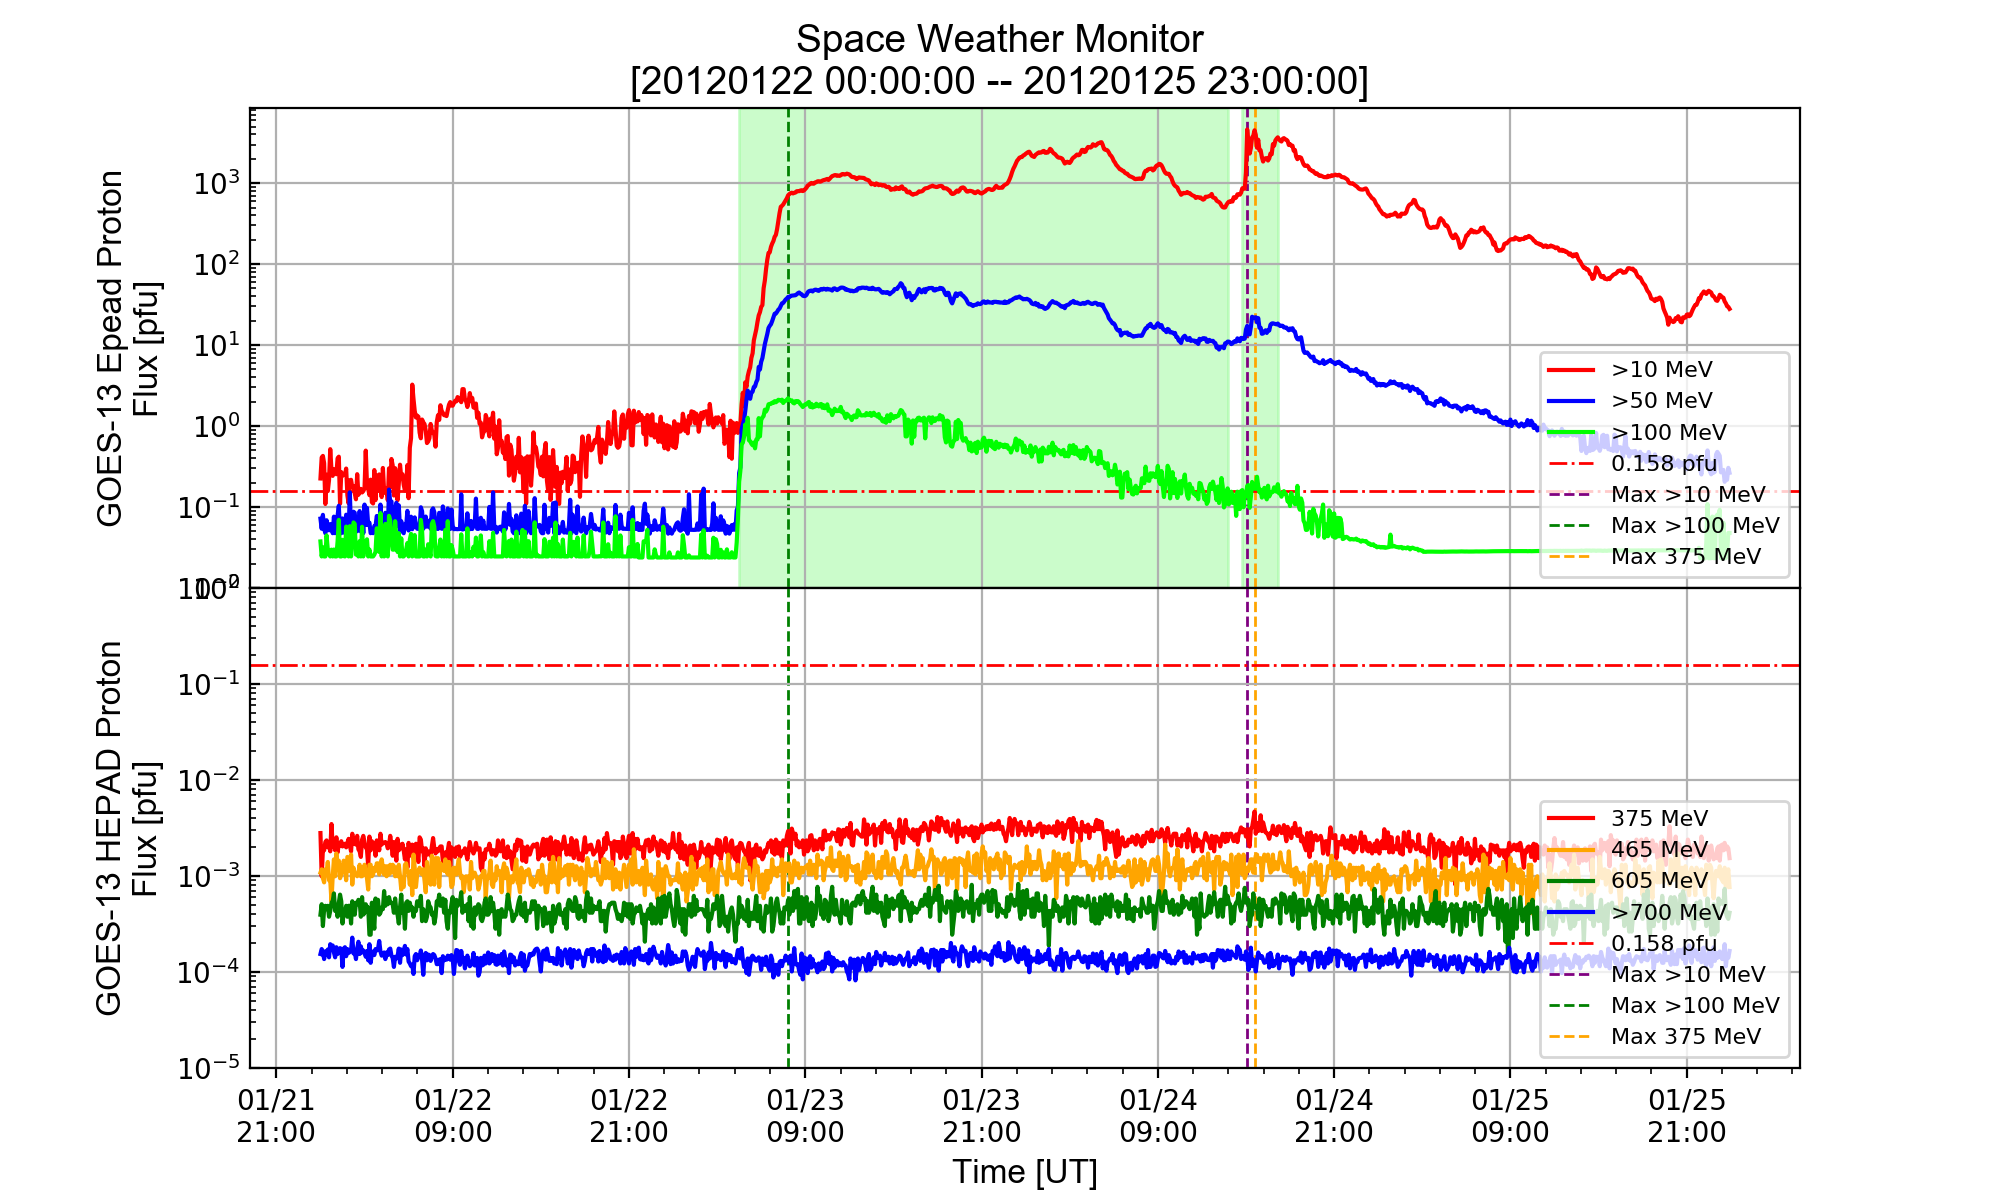 Space Weather Monitor
[20120122 00:00:00 -- 20120125 23:00:00]
GOES-13 Epead Proton
Flux [pfu]
10³
10²
10¹
10⁰
10⁻¹
10⁻²
>10 MeV
>50 MeV
>100 MeV
0.158 pfu
Max >10 MeV
Max >100 MeV
Max 375 MeV
GOES-13 HEPAD Proton
Flux [pfu]
10⁰
10⁻¹
10⁻²
10⁻³
10⁻⁴
10⁻⁵
375 MeV
465 MeV
605 MeV
>700 MeV
0.158 pfu
Max >10 MeV
Max >100 MeV
Max 375 MeV
01/21 01/22 01/22 01/23 01/23 01/24 01/24 01/25 01/25
21:00 09:00 21:00 09:00 21:00 09:00 21:00 09:00 21:00
Time [UT]